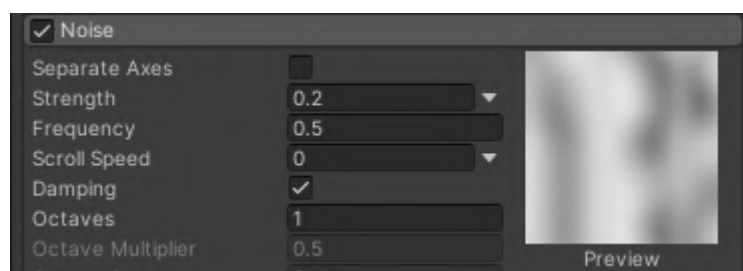 Noise
Separate Axes
Strength 0.2
Frequency 0.5
Scroll Speed 0
Damping
Octaves 1
Octave Multiplier 0.5
Preview